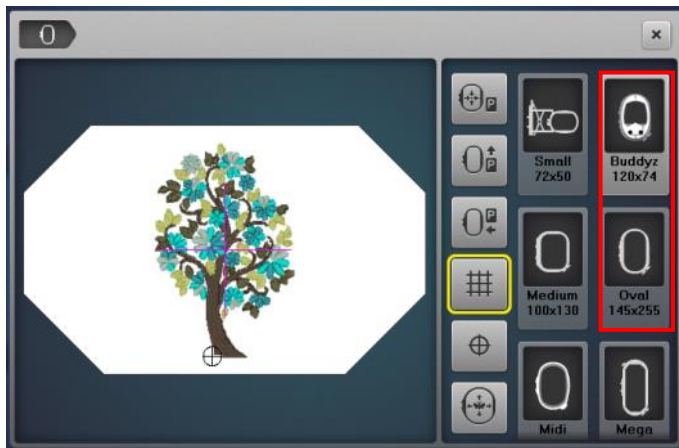 P
Small
72x50
Buddyz
120x74
P
P
Medium
100x130
Oval
145x255
Midi
Mega